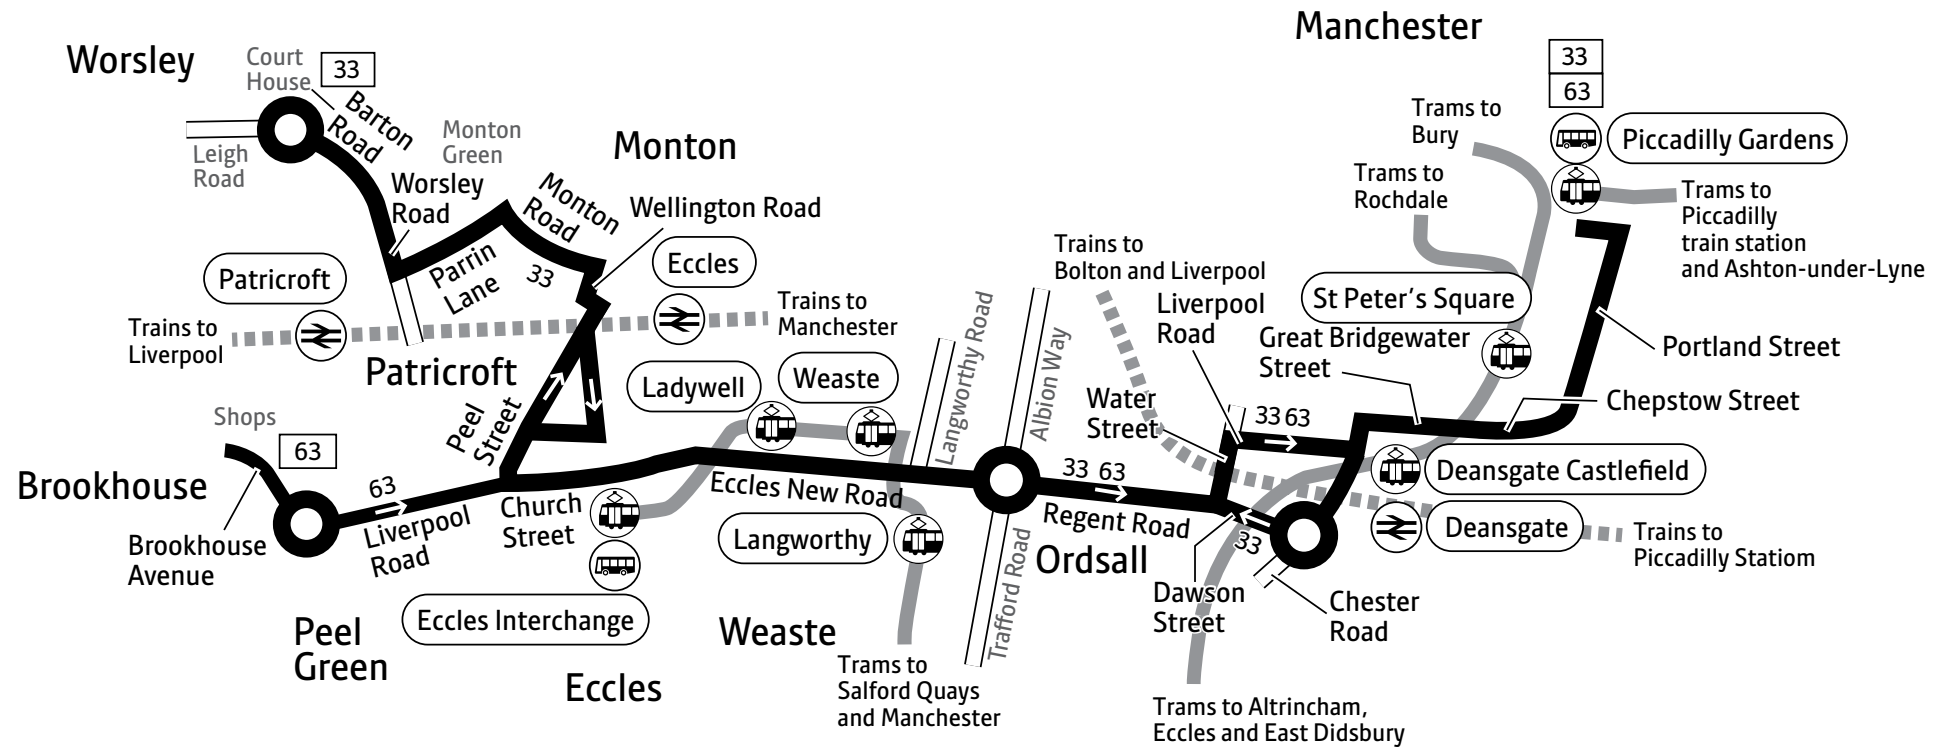 Manchester
Worsley
Court
House
33
33
63
Barton
Road
Leigh
Road
Monton
Green
Monton
Worsley
Road
Monton
Road
Wellington Road
Parrin
Lane
33
Patricroft
Eccles
Trains to
Liverpool
Trains to
Manchester
Patricroft
Peel
Street
Shops
63
Brookhouse
Brookhouse
Avenue
63
Liverpool
Road
Peel
Green
Church
Street
Eccles Interchange
Eccles
Ladywell
Weaste
Eccles New Road
Langworthy
Weaste
Trams to
Salford Quays
and Manchester
Langworthy Road
Albion Way
Trafford Road
33 63
Regent Road
Ordsall
Trains to
Bolton and Liverpool
Liverpool
Road
Water
Street
33 63
33
Dawson
Street
Chester
Road
Trams to Altrincham,
Eccles and East Didsbury
Trams to
Bury
Trams to
Rochdale
Piccadilly Gardens
Trams to
Piccadilly
train station
and Ashton-under-Lyne
St Peter's Square
Great Bridgewater
Street
Portland Street
Chepstow Street
Deansgate Castlefield
Deansgate
Trains to
Piccadilly Statiom